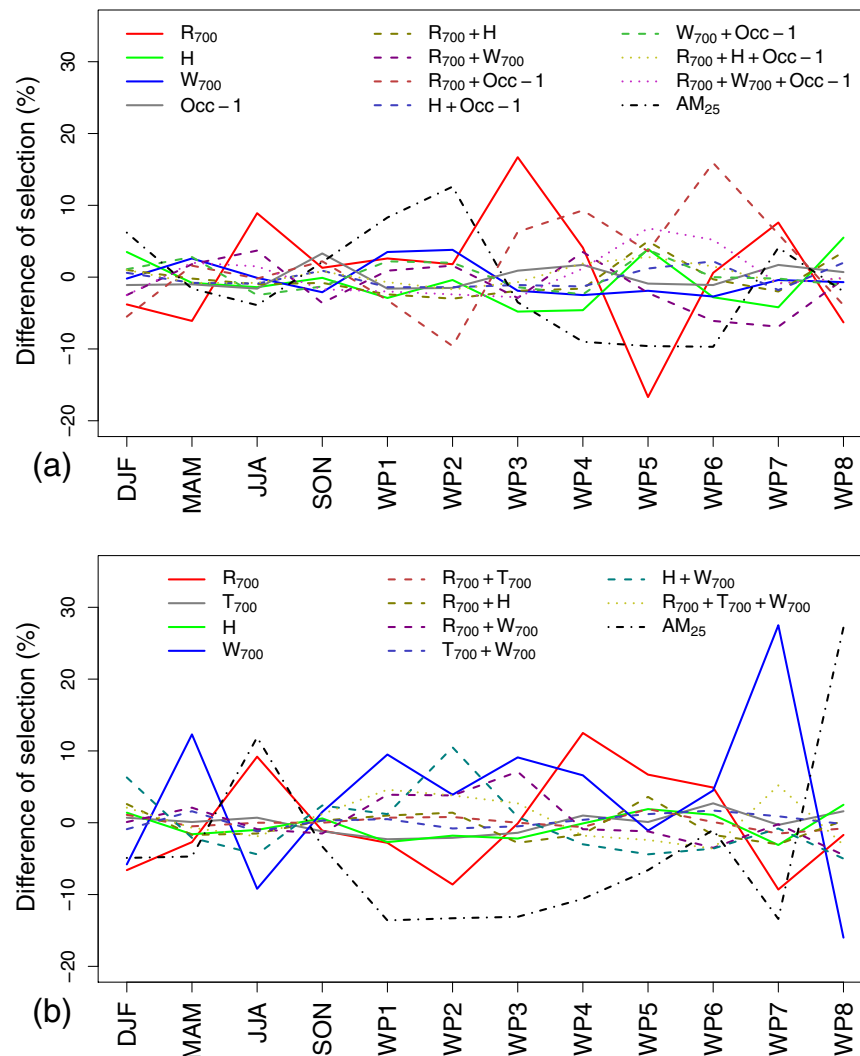 R700 R700 + H W700 + Occ − 1
H R700 + W700 R700 + H + Occ − 1
W700 R700 + Occ − 1 R700 + W700 + Occ − 1
Occ − 1 H + Occ − 1 AM25
Difference of selection (%)
30
20
10
0
−10
−20
(a)
DJF MAM JJA SON WP1 WP2 WP3 WP4 WP5 WP6 WP7 WP8
R700 R700 + T700 H + W700
T700 R700 + H R700 + T700 + W700
H R700 + W700 AM25
W700 T700 + W700
Difference of selection (%)
30
20
10
0
−10
−20
(b)
DJF MAM JJA SON WP1 WP2 WP3 WP4 WP5 WP6 WP7 WP8